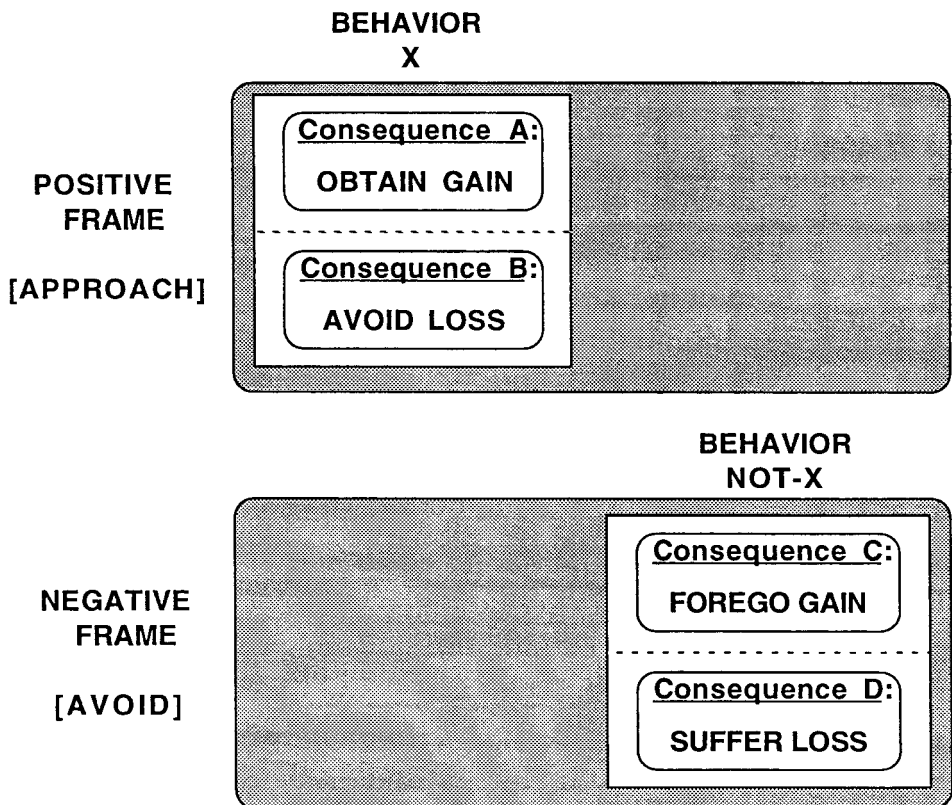 BEHAVIOR
X
Consequence A:
OBTAIN GAIN
POSITIVE
FRAME
[APPROACH]
Consequence B:
AVOID LOSS
BEHAVIOR
NOT-X
Consequence C:
FOREGO GAIN
NEGATIVE
FRAME
[AVOID]
Consequence D:
SUFFER LOSS